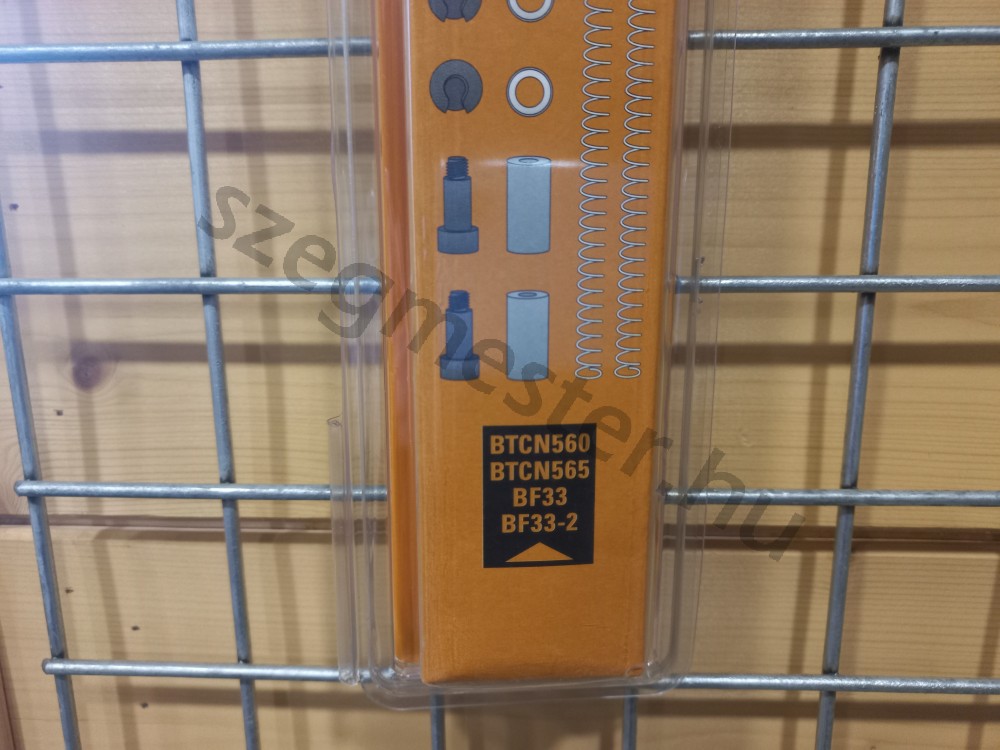 szegmester.hu
BTCN560
BTCN565
BF33
BF33-2